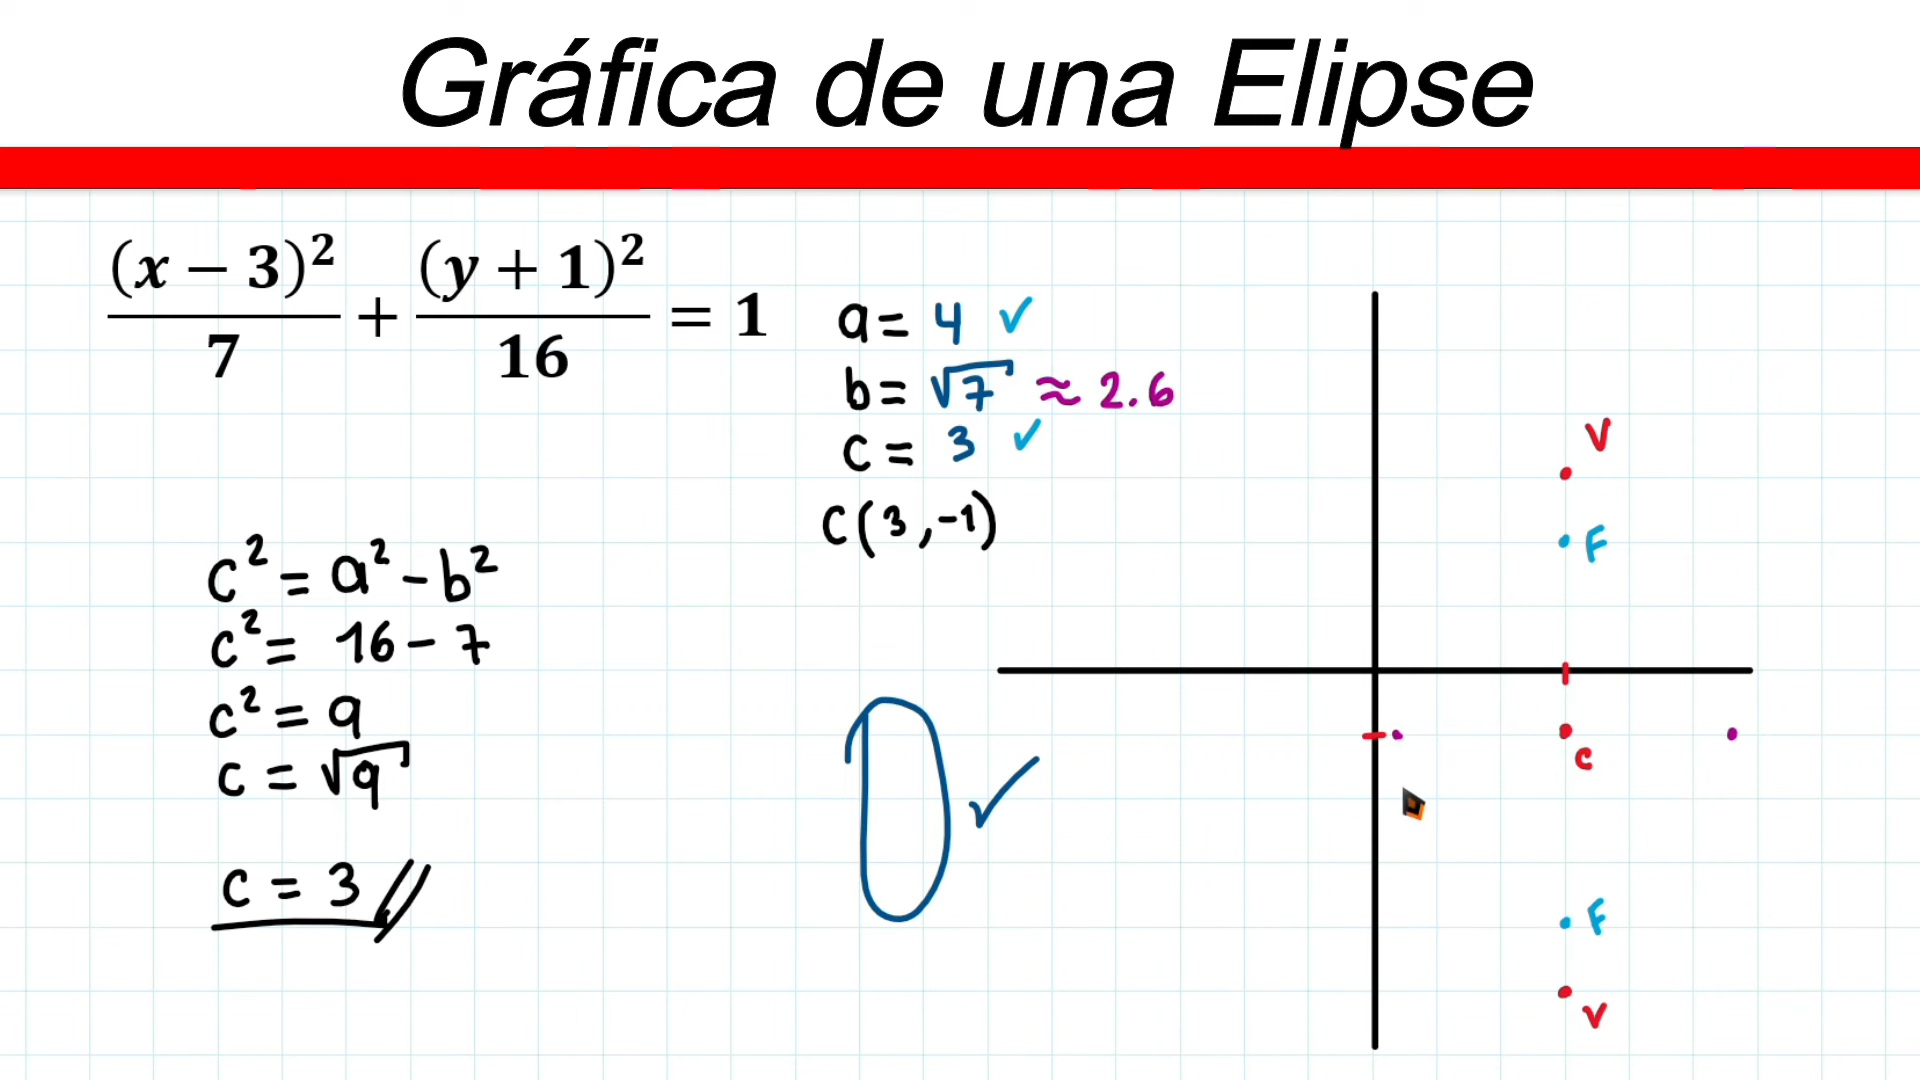 Gráfica de una Elipse
(x − 3)²/7 + (y + 1)²/16 = 1
a = 4 ✓
b = √7 ≈ 2.6
c = 3 ✓
C(3,-1)
c² = a² - b²
c² = 16 - 7
c² = 9
c = √9
c = 3 //
V
F
C
F
V